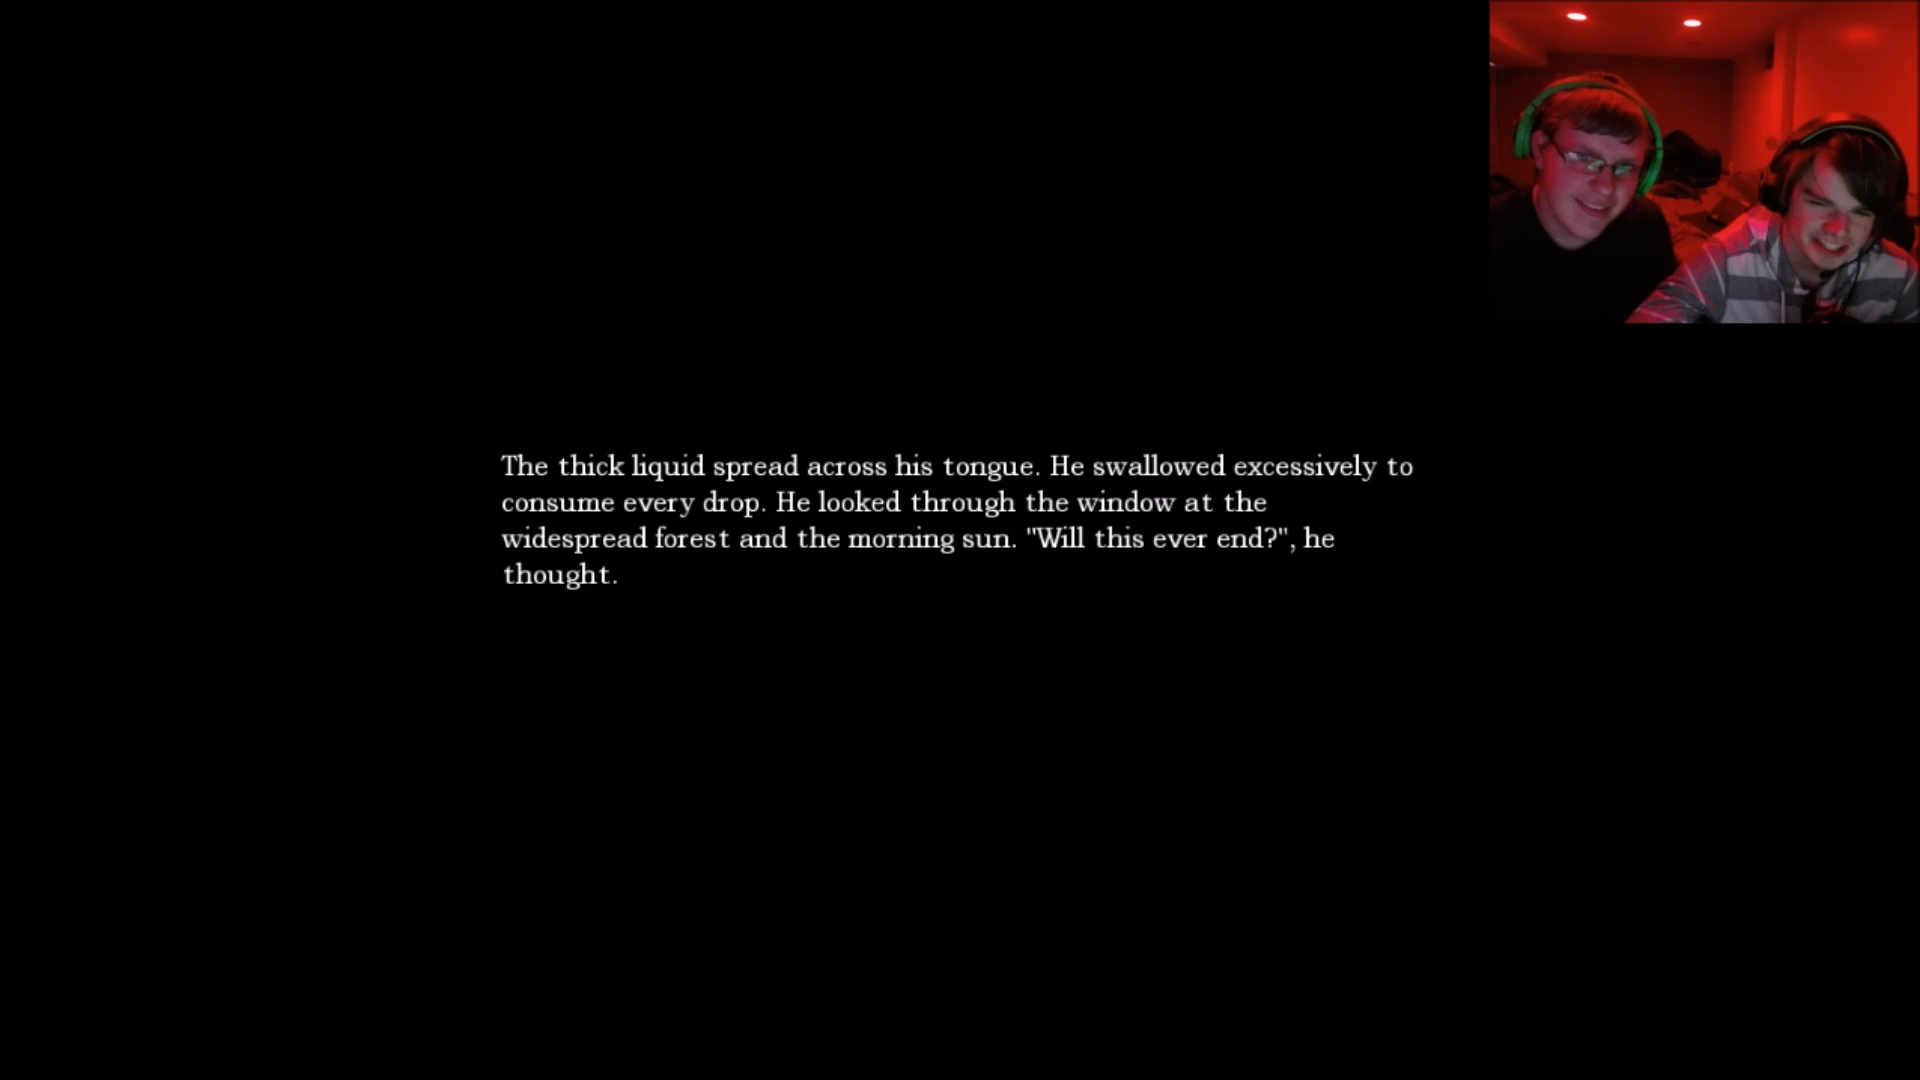 The thick liquid spread across his tongue. He swallowed excessively to
consume every drop. He looked through the window at the
widespread forest and the morning sun. "Will this ever end?", he
thought.